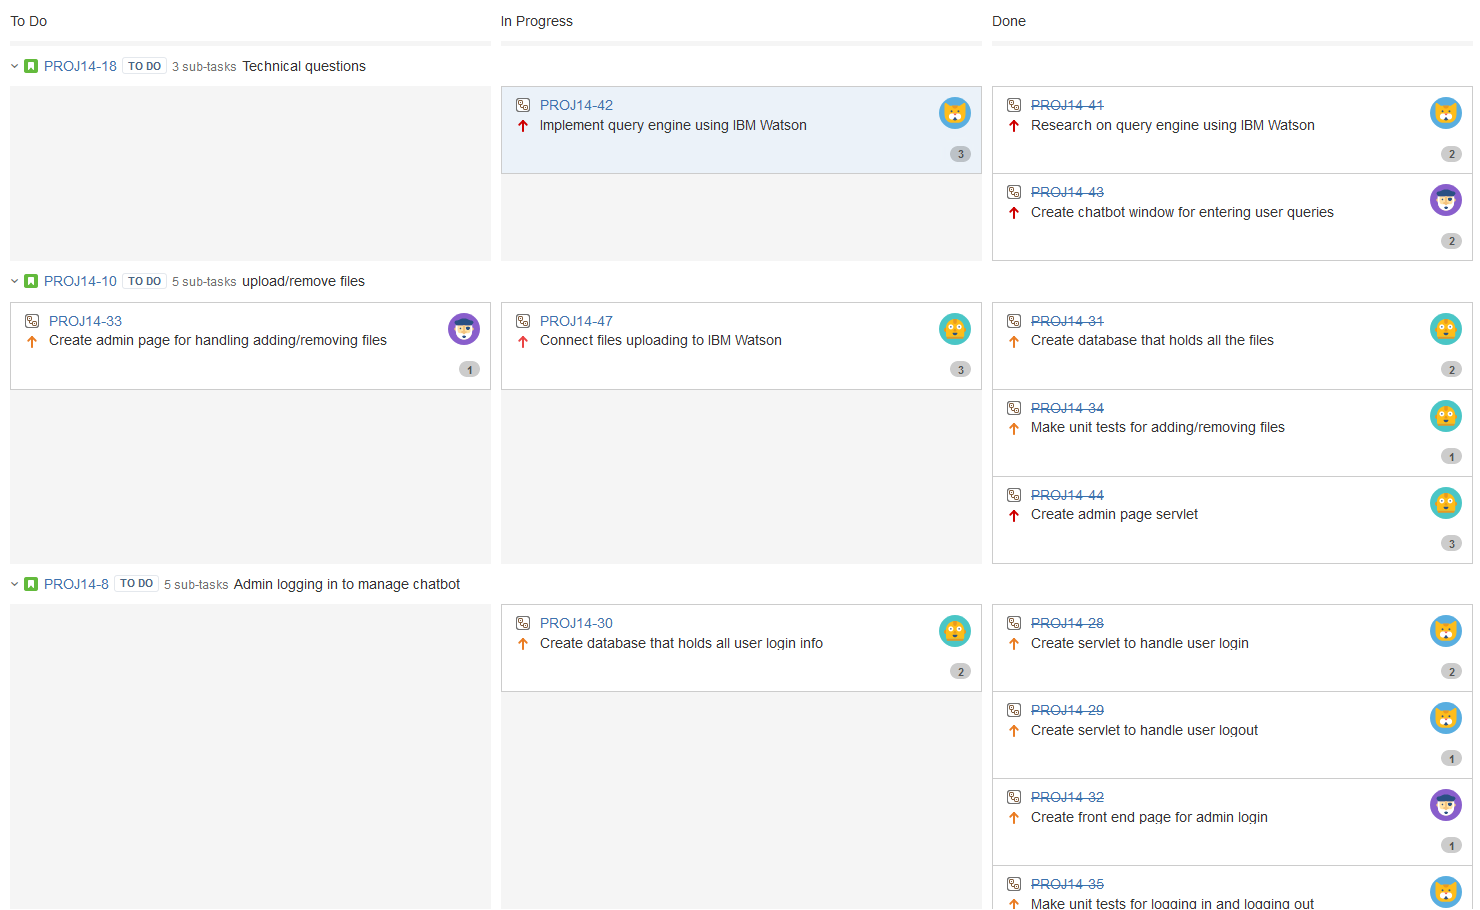 To Do
In Progress
Done
PROJ14-18 TO DO 3 sub-tasks Technical questions
PROJ14-42
Implement query engine using IBM Watson
3
PROJ14-41
Research on query engine using IBM Watson
2
PROJ14-43
Create chatbot window for entering user queries
2
PROJ14-10 TO DO 5 sub-tasks upload/remove files
PROJ14-33
Create admin page for handling adding/removing files
1
PROJ14-47
Connect files uploading to IBM Watson
3
PROJ14-31
Create database that holds all the files
2
PROJ14-34
Make unit tests for adding/removing files
1
PROJ14-44
Create admin page servlet
3
PROJ14-8 TO DO 5 sub-tasks Admin logging in to manage chatbot
PROJ14-30
Create database that holds all user login info
2
PROJ14-28
Create servlet to handle user login
2
PROJ14-29
Create servlet to handle user logout
1
PROJ14-32
Create front end page for admin login
1
PROJ14-35
Make unit tests for logging in and logging out